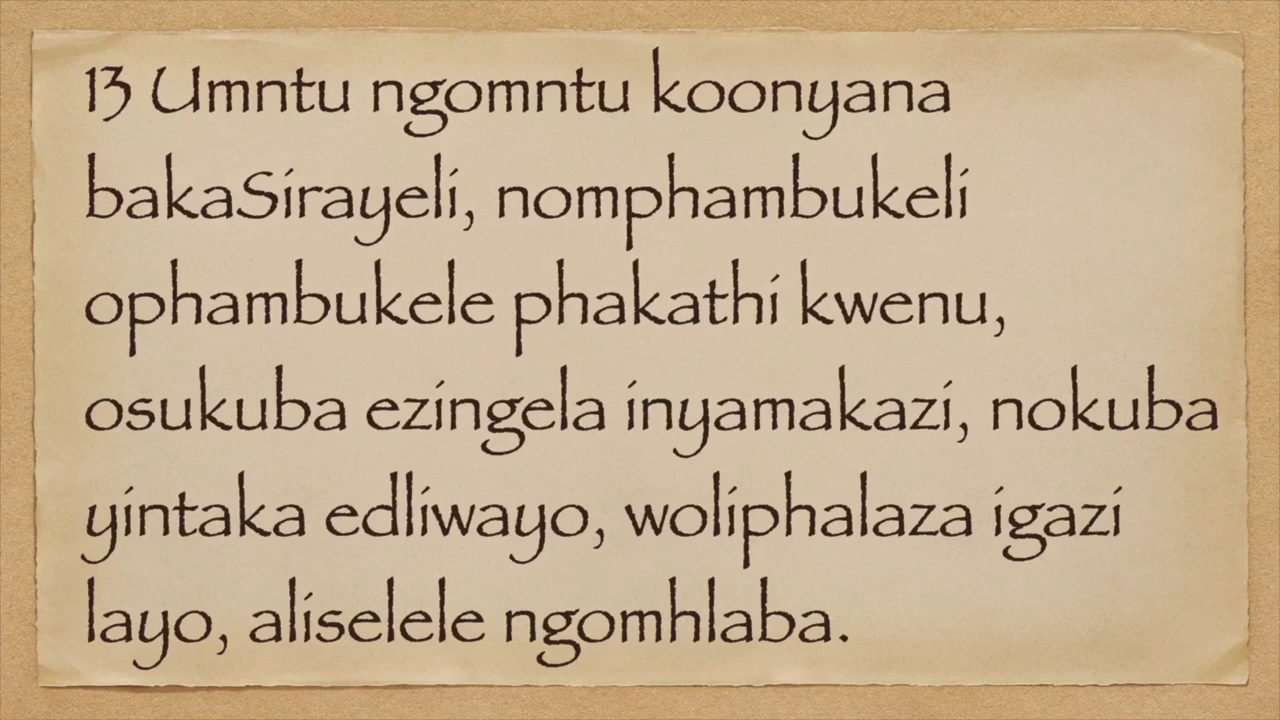 13 Umntu ngomntu koonyana
bakaSirayeli, nomphambukeli
ophambukele phakathi kwenu,
osukuba ezingela inyamakazi, nokuba
yintaka edliwayo, woliphalaza igazi
layo, aliselele ngomhlaba.